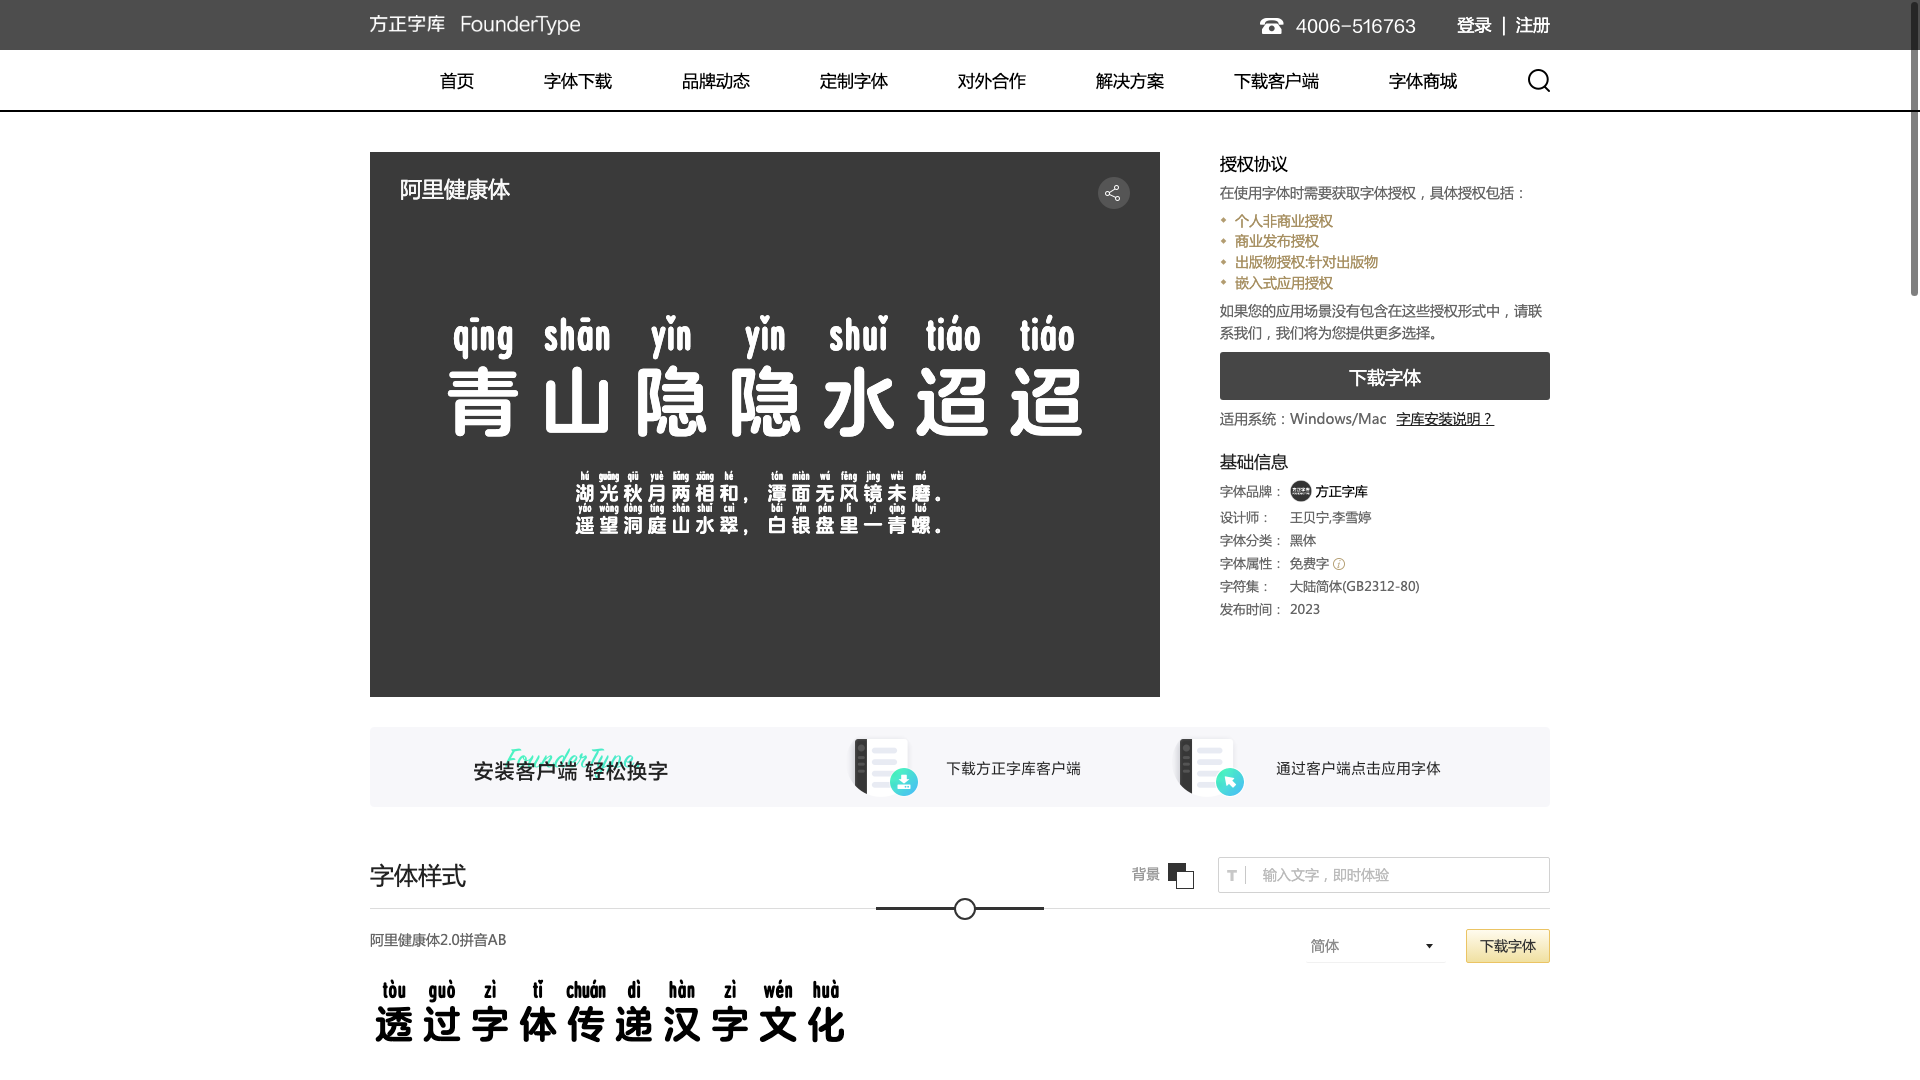 方正字库 FounderType
4006-516763
登录 | 注册
首页 字体下载 品牌动态 定制字体 对外合作 解决方案 下载客户端 字体商城
阿里健康体
qīng shān yǐn yǐn shuǐ tiáo tiáo
青山隐隐水迢迢
hú guāng qiū yuè liǎng xiāng hé tán miàn wú fēng jìng wèi mó
湖光秋月两相和，潭面无风镜未磨。
yáo wàng dòng tíng shān shuǐ cuì bái yín pán lǐ yì qīng luó
遥望洞庭山水翠，白银盘里一青螺。
授权协议
在使用字体时需要获取字体授权，具体授权包括：
个人非商业授权
商业发布授权
出版物授权:针对出版物
嵌入式应用授权
如果您的应用场景没有包含在这些授权形式中，请联
系我们，我们将为您提供更多选择。
下载字体
适用系统：Windows/Mac 字库安装说明？
基础信息
字体品牌： 方正字库
设计师： 王贝宁,李雪婷
字体分类： 黑体
字体属性： 免费字
字符集： 大陆简体(GB2312-80)
发布时间： 2023
FounderType
安装客户端 轻松换字
下载方正字库客户端
通过客户端点击应用字体
字体样式
背景
T | 输入文字，即时体验
阿里健康体2.0拼音AB
简体
下载字体
tòu guò zì tǐ chuán dì hàn zì wén huà
透过字体传递汉字文化